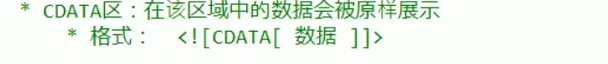 * CDATA区：在该区域中的数据会被原样展示
* 格式： <![CDATA[ 数据 ]]>